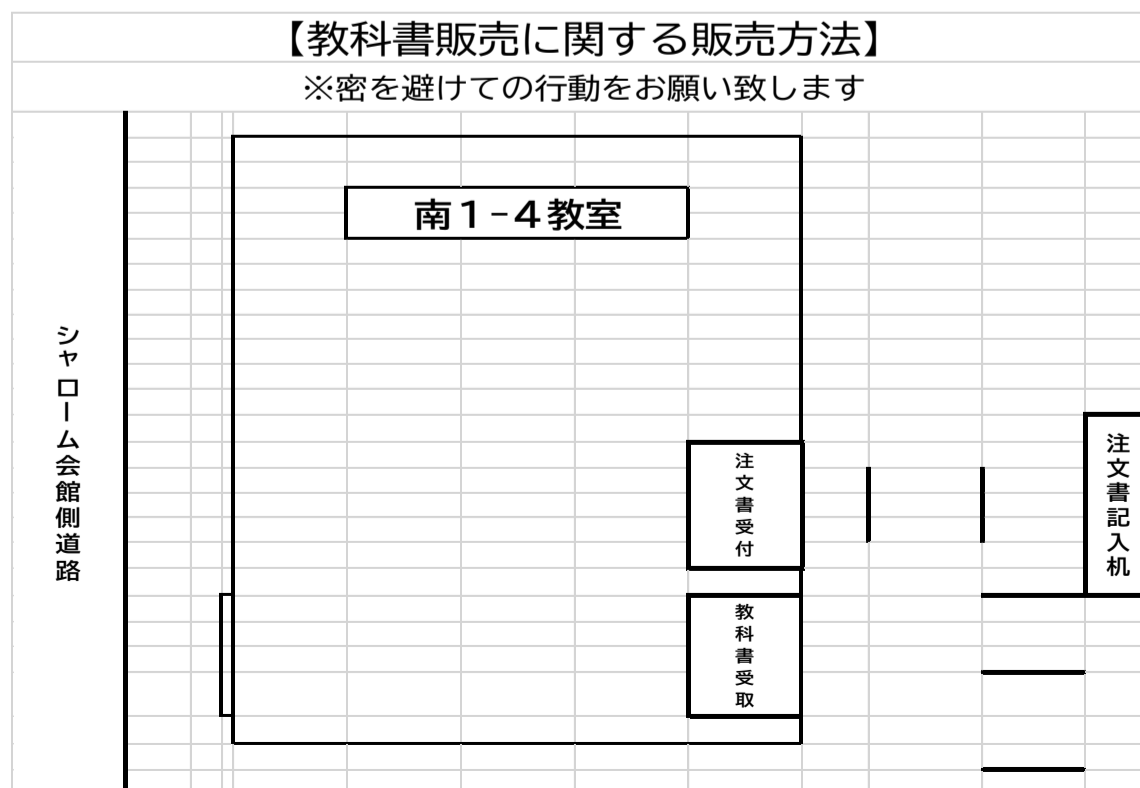 【教科書販売に関する販売方法】
※密を避けての行動をお願い致します
南１−４教室
シャローム会館側道路
注文書受付
注文書記入机
教科書受取